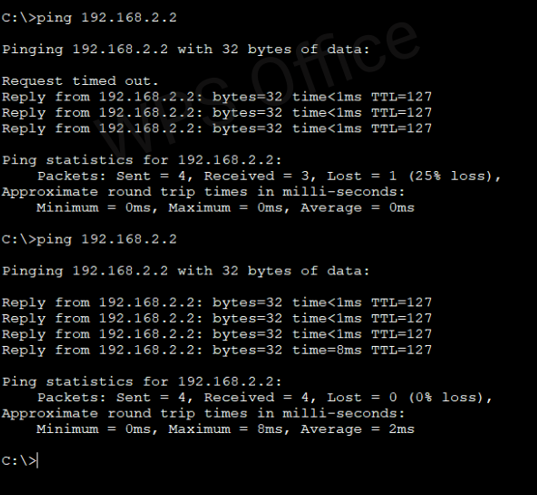 C:\>ping 192.168.2.2
Pinging 192.168.2.2 with 32 bytes of data:
Request timed out.
Reply from 192.168.2.2: bytes=32 time<1ms TTL=127
Reply from 192.168.2.2: bytes=32 time<1ms TTL=127
Reply from 192.168.2.2: bytes=32 time<1ms TTL=127
Ping statistics for 192.168.2.2:
Packets: Sent = 4, Received = 3, Lost = 1 (25% loss),
Approximate round trip times in milli-seconds:
Minimum = 0ms, Maximum = 0ms, Average = 0ms
C:\>ping 192.168.2.2
Pinging 192.168.2.2 with 32 bytes of data:
Reply from 192.168.2.2: bytes=32 time<1ms TTL=127
Reply from 192.168.2.2: bytes=32 time<1ms TTL=127
Reply from 192.168.2.2: bytes=32 time<1ms TTL=127
Reply from 192.168.2.2: bytes=32 time=8ms TTL=127
Ping statistics for 192.168.2.2:
Packets: Sent = 4, Received = 4, Lost = 0 (0% loss),
Approximate round trip times in milli-seconds:
Minimum = 0ms, Maximum = 8ms, Average = 2ms
C:\>
WPS Office